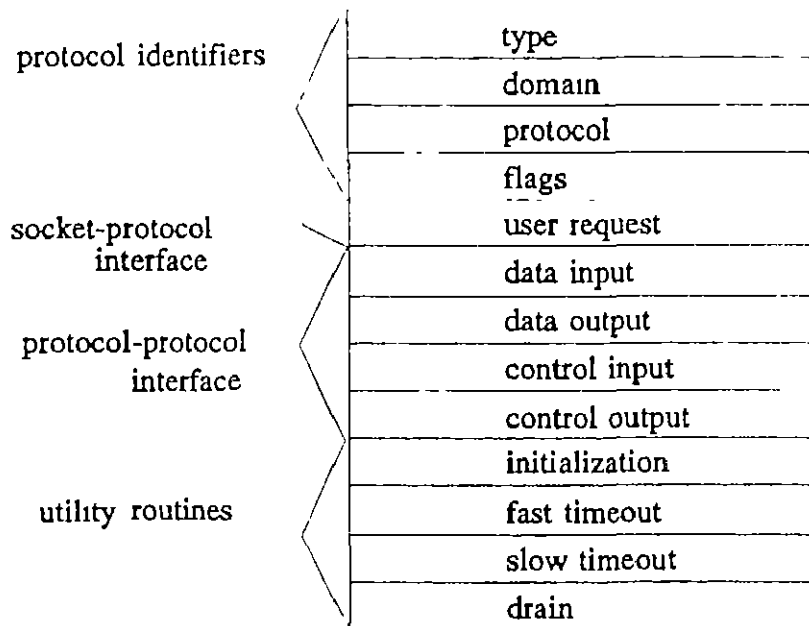 protocol identifiers
type
domain
protocol
flags
socket-protocol
interface
user request
protocol-protocol
interface
data input
data output
control input
control output
utility routines
initialization
fast timeout
slow timeout
drain